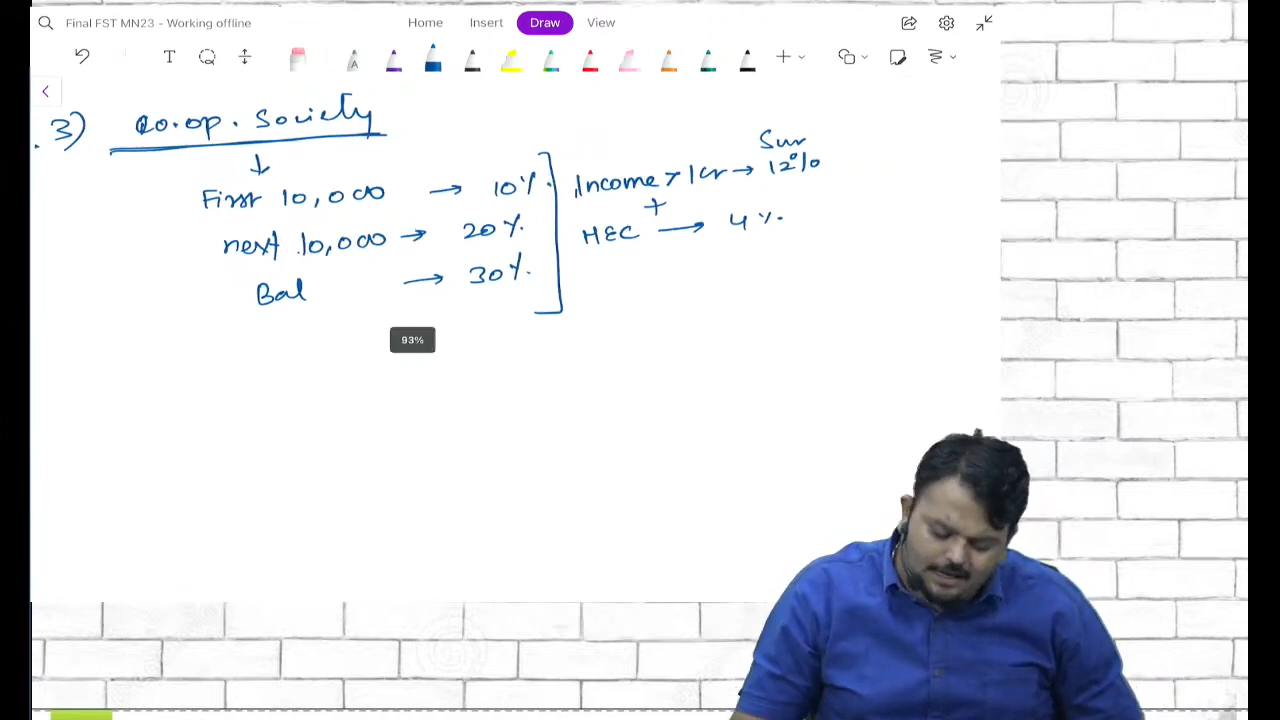 Final FST MN23 - Working offline
Home Insert Draw View
T
A
3) Co.op. Society
Sur
First 10,000 → 10%. Income > 1cr → 12%
+
next 10,000 → 20%. HEC → 4%.
Bal → 30%.
93%